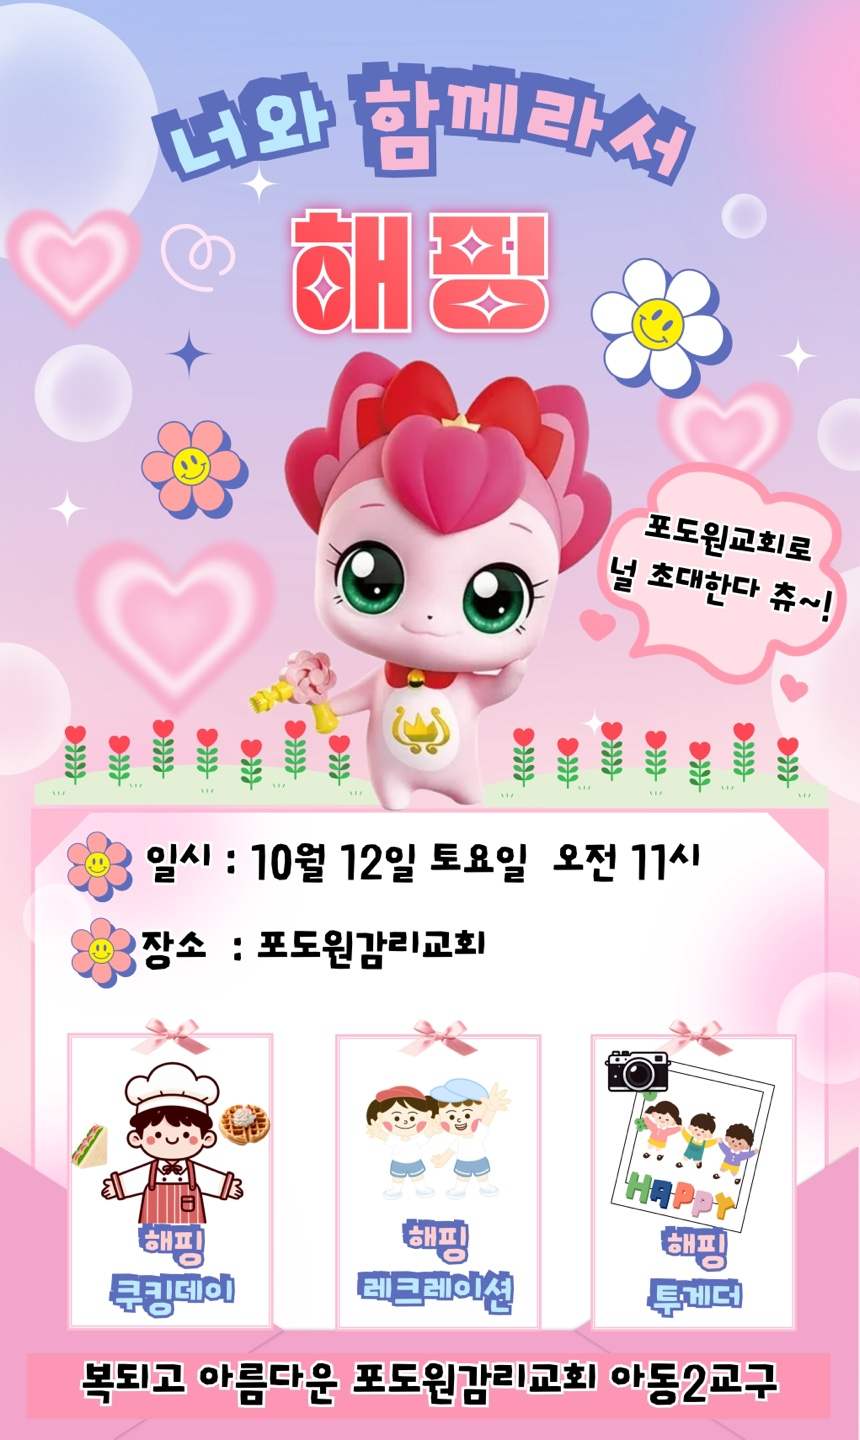 너와 함께라서
해핑
포도원교회로
널 초대한다 츄~!
일시 : 10월 12일 토요일 오전 11시
장소 : 포도원감리교회
HAPPY
해핑
쿠킹데이
해핑
레크레이션
해핑
투게더
복되고 아름다운 포도원감리교회 아동2교구